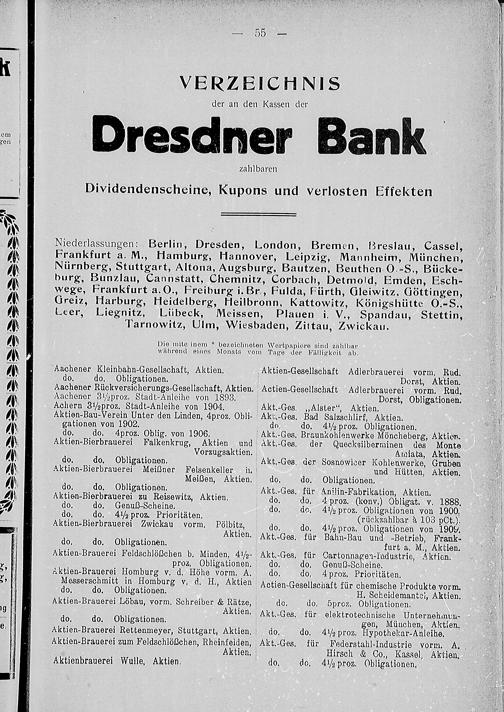 — 55 —
VERZEICHNIS
der an den Kassen der
Dresdner Bank
zahlbaren
Dividendenscheine, Kupons und verlosten Effekten
Niederlassungen: Berlin, Dresden, London, Bremen, Breslau, Cassel,
Frankfurt a. M., Hamburg, Hannover, Leipzig, Mannheim, München,
Nürnberg, Stuttgart, Altona, Augsburg, Bautzen, Beuthen O.-S., Bücke-
burg, Bunzlau, Cannstatt, Chemnitz, Corbach, Detmold, Emden, Esch-
wege, Frankfurt a. O., Freiburg i. Br., Fulda, Fürth, Gleiwitz, Göttingen,
Greiz, Harburg, Heidelberg, Heilbronn, Kattowitz, Königshütte O.-S.,
Leer, Liegnitz, Lübeck, Meissen, Plauen i. V., Spandau, Stettin,
Tarnowitz, Ulm, Wiesbaden, Zittau, Zwickau.
Die mite inem * bezeichneten Wertpapiere sind zahlbar
während eines Monats vom Tage der Fälligkeit ab.
Aachener Kleinbahn-Gesellschaft, Aktien.
do. do. Obligationen.
Aachener Rückversicherungs-Gesellschaft, Aktien.
Aachener 3½proz. Stadt-Anleihe von 1893.
Achern 3½proz. Stadt-Anleihe von 1904.
Aktien-Bau-Verein Unter den Linden, 4proz. Obli-
gationen von 1902.
do. do. 4proz. Oblig. von 1906.
Aktien-Bierbrauerei Falkenkrug, Aktien und
Vorzugsaktien.
do. do. Obligationen.
Aktien-Bierbrauerei Meißner Felsenkeller in
Meißen, Aktien.
do. do. Obligationen.
Aktien-Bierbrauerei zu Reisewitz, Aktien.
do. do. Genuß-Scheine.
do. do. 4½ proz. Prioritäten.
Aktien-Bierbrauerei Zwickau vorm. Pölbitz,
Aktien.
do. do. Obligationen.
Aktien-Brauerei Feldschlößchen b. Minden, 4½-
proz. Obligationen.
Aktien-Brauerei Homburg v. d. Höhe vorm. A.
Messerschmitt in Homburg v. d. H., Aktien
do. do. Obligationen.
Aktien-Brauerei Löbau, vorm. Schreiber & Rätze,
Aktien.
do. do. Obligationen.
Aktien-Brauerei Rettenmeyer, Stuttgart, Aktien.
Aktien-Brauerei zum Feldschlößchen, Rheinfelden,
Aktien.
Aktienbrauerei Wulle, Aktien.
Aktien-Gesellschaft Adlerbrauerei vorm. Rud.
Dorst, Aktien.
Actien-Gesellschaft Adlerbrauerei vorm. Rud.
Dorst, Obligationen.
Akt.-Ges. „Alster", Aktien.
Akt.-Ges. Bad Salzschlirf, Aktien.
do. do. 4½ proz. Obligationen.
Akt.-Ges. Braunkohlenwerke Möncheberg, Aktien.
Akt.-Ges. der Quecksilberminen des Monte
Amiata, Aktien
Akt.-Ges. der Sosnowicer Kohlenwerke, Gruben
und Hütten, Aktien.
do. do. Obligationen.
Akt.-Ges. für Anilin-Fabrikation, Aktien.
do. do. 4 proz. (konv.) Obligat. v. 1888,
do. do. 4½ proz. Obligationen von 1900,
(rückzahlbar à 103 pCt.).
do. do. 4½ proz. Obligationen von 1909.
Akt.-Ges. für Bahn-Bau und -Betrieb, Frank-
furt a. M., Aktien.
Akt.-Ges. für Cartonnagen-Industrie, Aktien.
do. do. Genuß-Scheine.
do. do. 4 proz. Prioritäten.
Actien-Gesellschaft für chemische Produkte vorm.
H. Scheidemantel, Aktien.
do. do. 5proz. Obligationen.
Akt.-Ges. für elektrotechnische Unternehmun-
gen, München, Aktien.
do. do. 4½ proz. Hypothekar-Anleihe.
Akt.-Ges. für Federstahl-Industrie vorm. A.
Hirsch & Co., Kassel, Aktien.
do. do. 4½ proz. Obligationen.